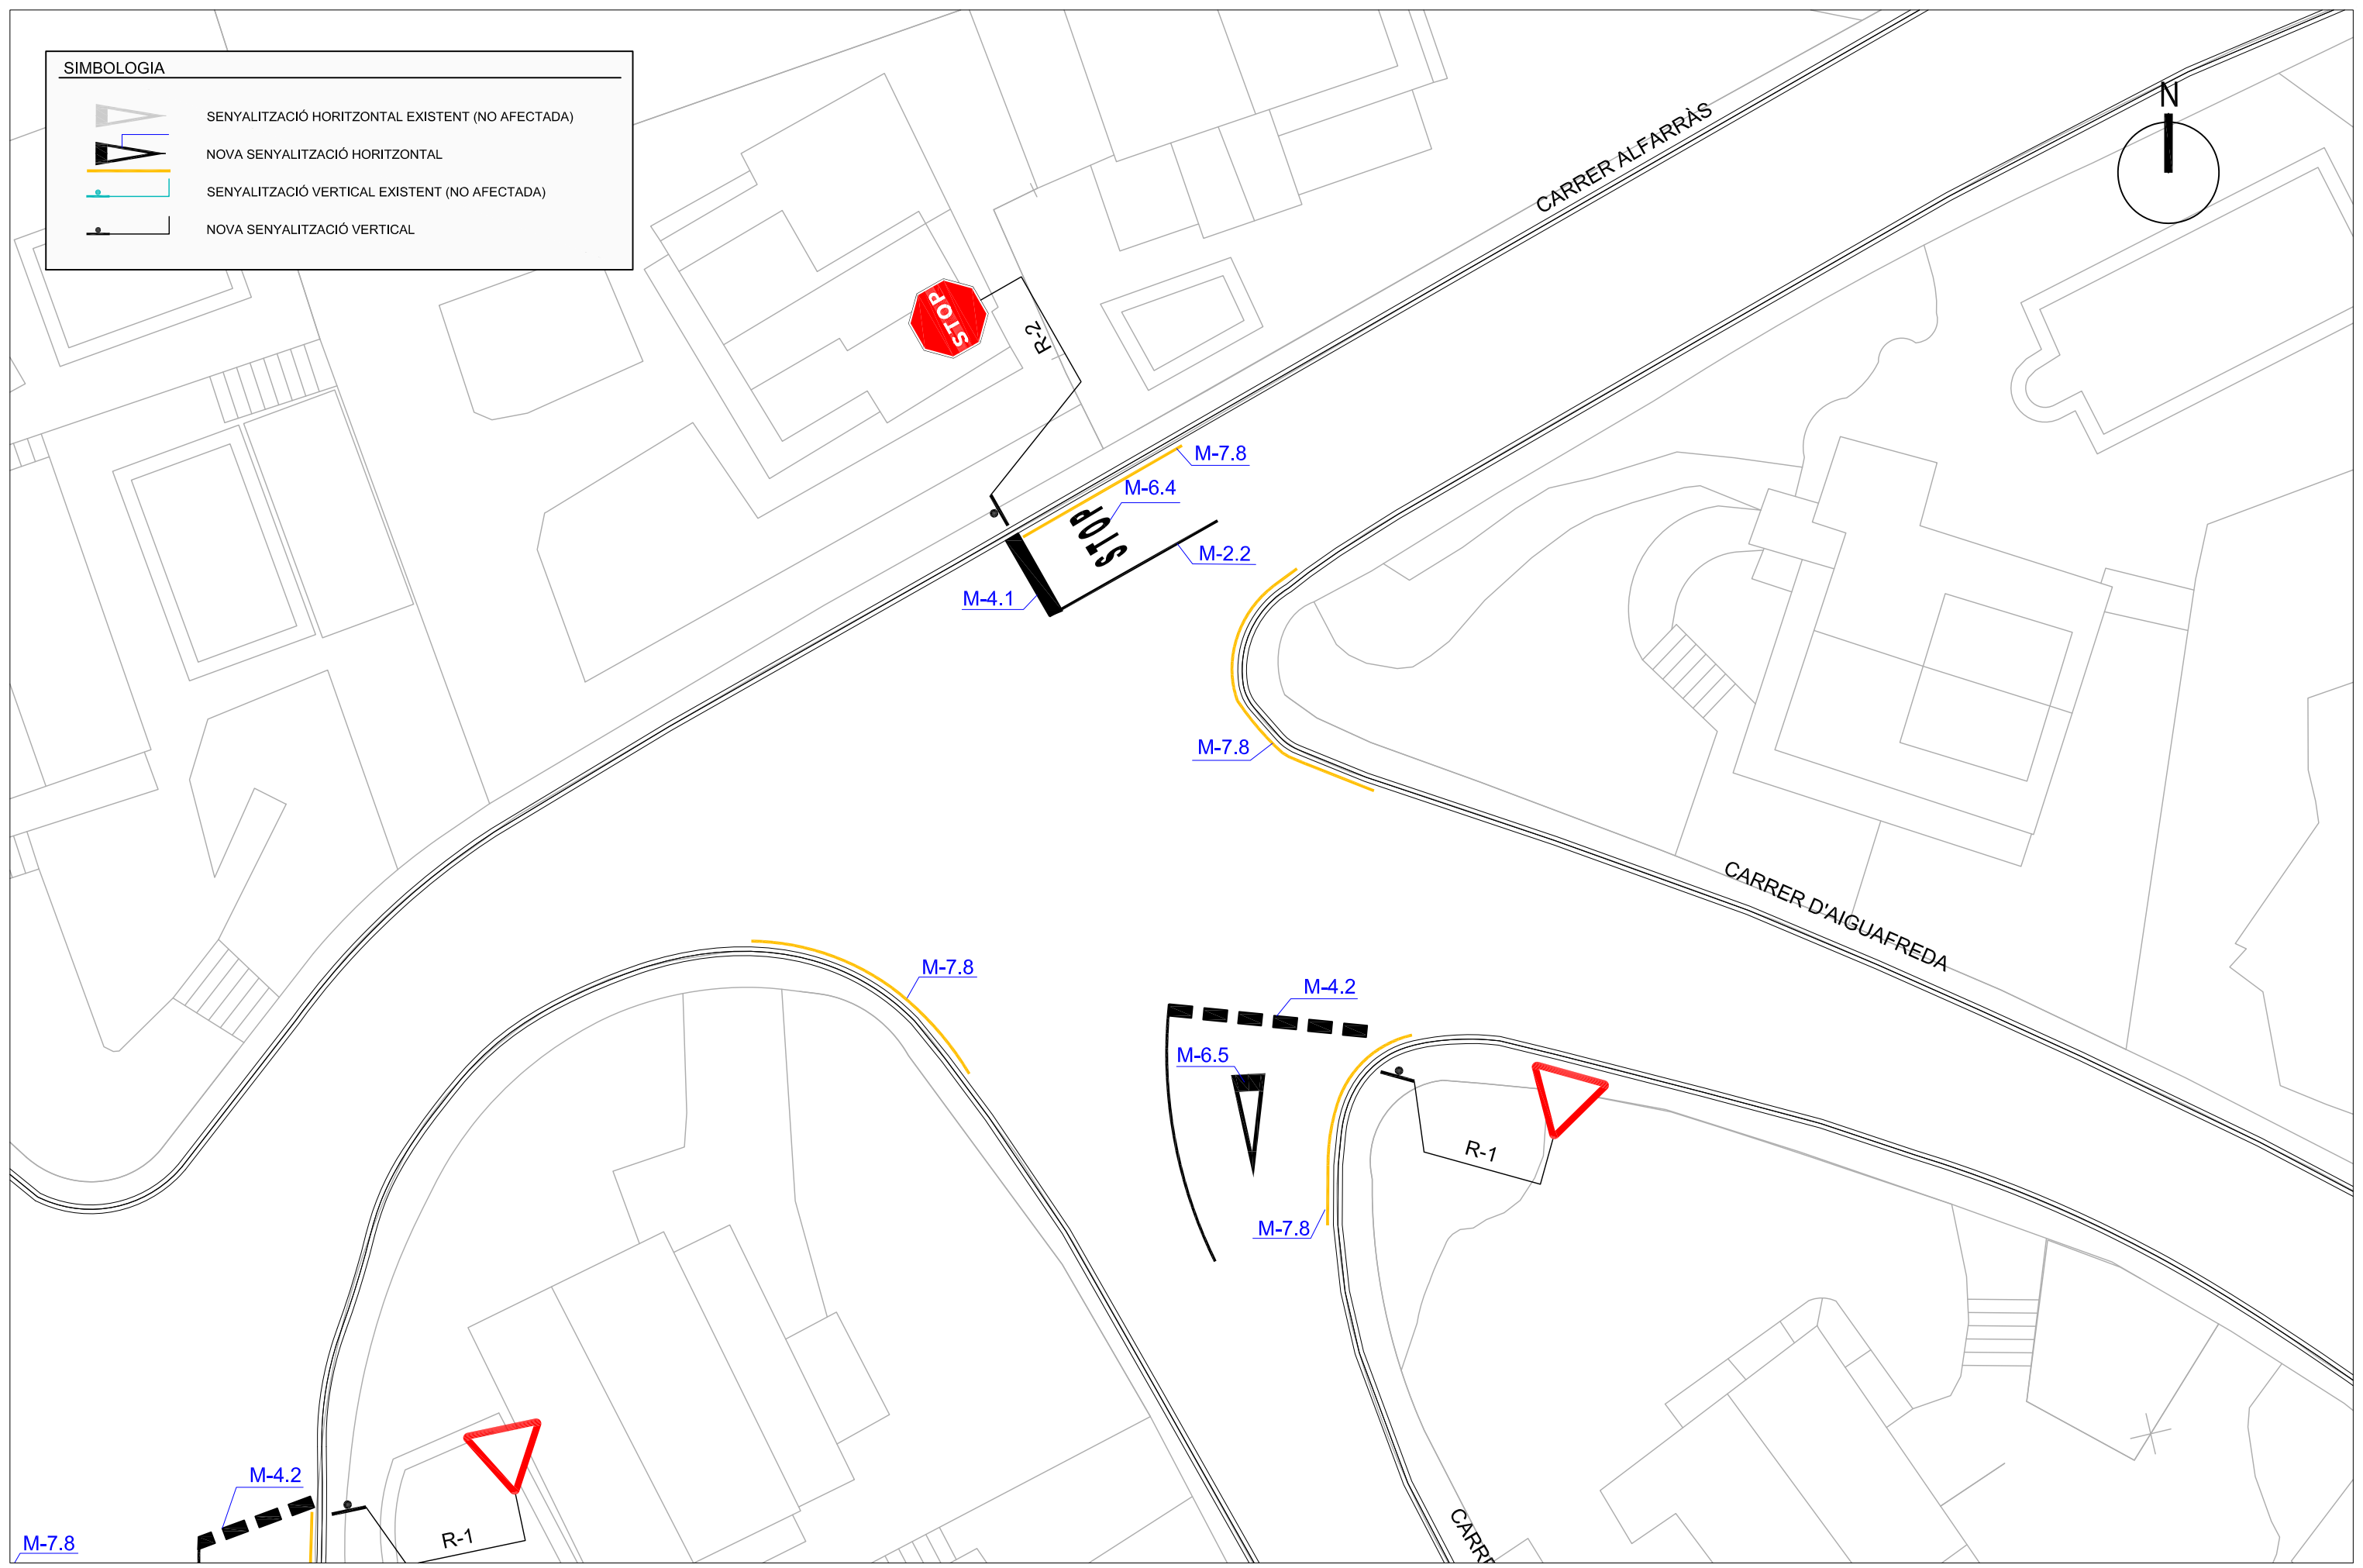 SIMBOLOGIA
SENYALITZACIÓ HORITZONTAL EXISTENT (NO AFECTADA)
NOVA SENYALITZACIÓ HORITZONTAL
SENYALITZACIÓ VERTICAL EXISTENT (NO AFECTADA)
NOVA SENYALITZACIÓ VERTICAL
N
CARRER ALFARRÀS
STOP
R-2
M-7.8
M-6.4
STOP
M-2.2
M-4.1
M-7.8
CARRER D'AIGUAFREDA
M-7.8
M-4.2
M-6.5
R-1
M-7.8
M-4.2
R-1
M-7.8
CARRE